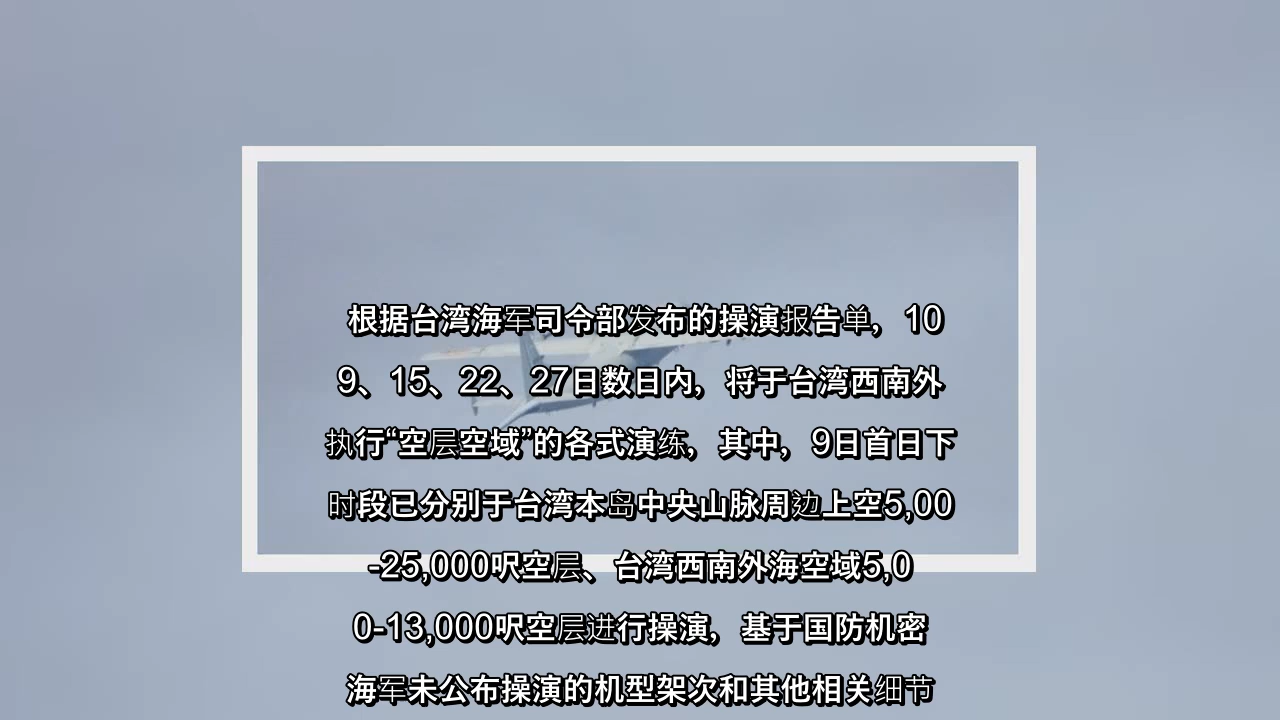 根据台湾海军司令部发布的操演报告单，10
9、15、22、27日数日内，将于台湾西南外
执行“空层空域”的各式演练，其中，9日首日下
时段已分别于台湾本岛中央山脉周边上空5,00
-25,000呎空层、台湾西南外海空域5,0
0-13,000呎空层进行操演，基于国防机密
海军未公布操演的机型架次和其他相关细节